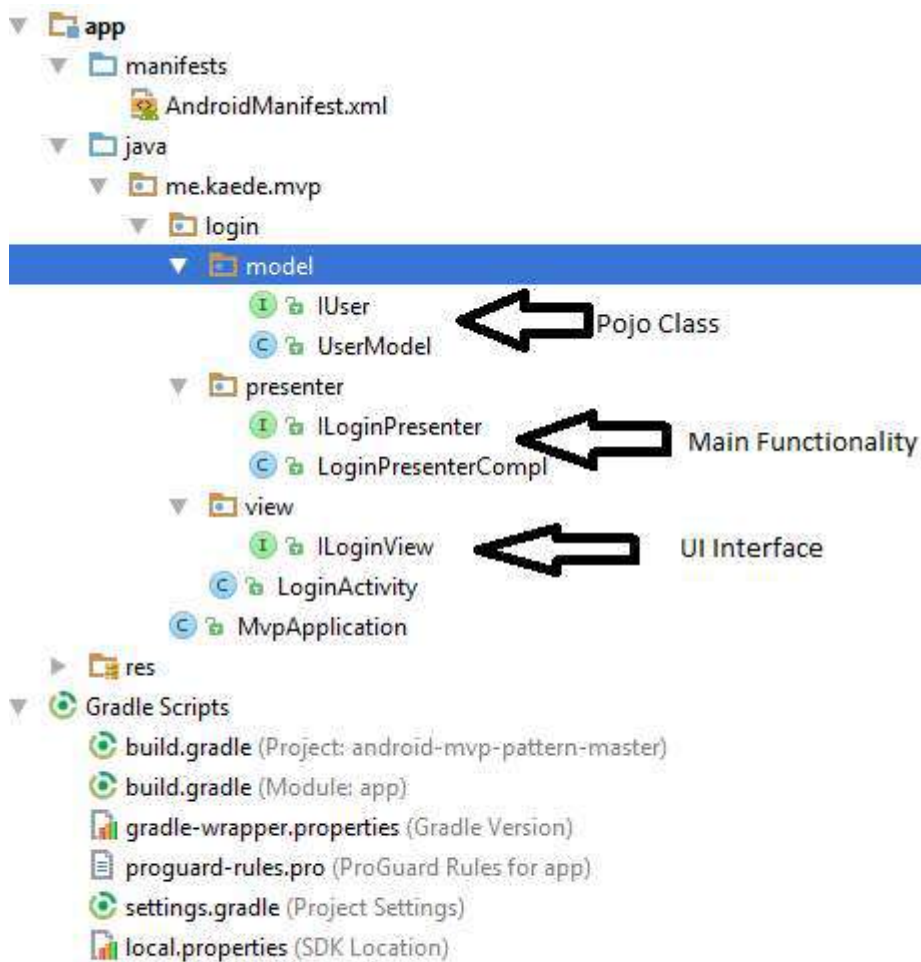 app
manifests
AndroidManifest.xml
java
me.kaede.mvp
login
model
IUser
Pojo Class
UserModel
presenter
ILoginPresenter
Main Functionality
LoginPresenterCompl
view
ILoginView
UI Interface
LoginActivity
MvpApplication
res
Gradle Scripts
build.gradle (Project: android-mvp-pattern-master)
build.gradle (Module: app)
gradle-wrapper.properties (Gradle Version)
proguard-rules.pro (ProGuard Rules for app)
settings.gradle (Project Settings)
local.properties (SDK Location)